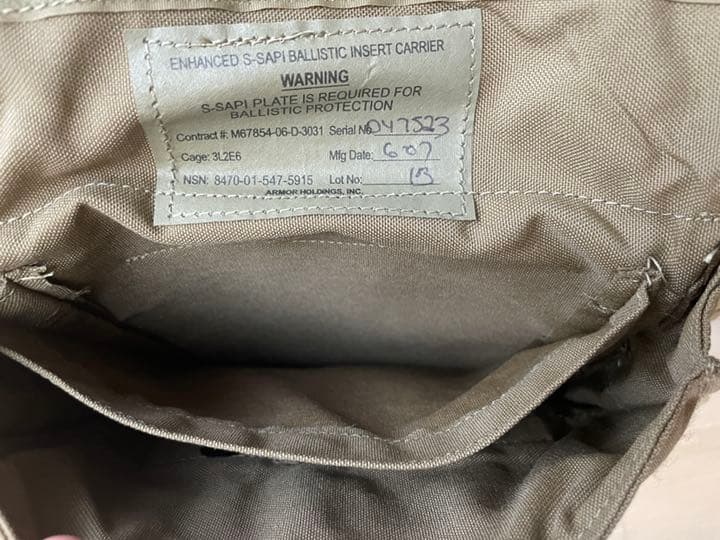 ENHANCED S-SAPI BALLISTIC INSERT CARRIER
WARNING
S-SAPI PLATE IS REQUIRED FOR
BALLISTIC PROTECTION
Contract #: M67854-06-D-3031 Serial No. 047523
Cage: 3L2E6 Mfg Date: 6-07
NSN: 8470-01-547-5915 Lot No:
ARMOR HOLDINGS, INC.